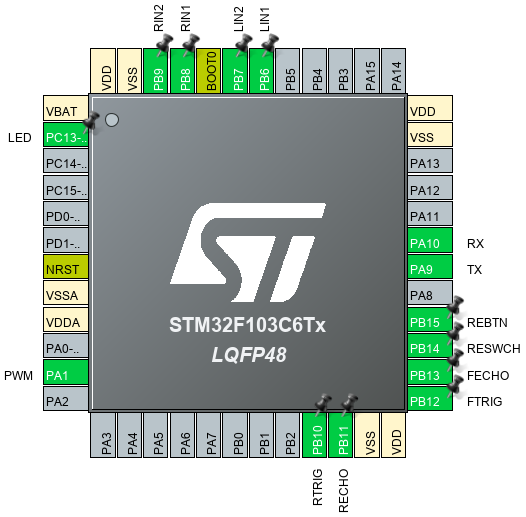 RIN2
RIN1
LIN2
LIN1
VDD
VSS
PB9
PB8
BOOT0
PB7
PB6
PB5
PB4
PB3
PA15
PA14
VBAT
LED PC13-..
PC14-..
PC15-..
PD0-..
PD1-..
NRST
VSSA
VDDA
PA0-..
PWM PA1
PA2
ST
STM32F103C6Tx
LQFP48
VDD
VSS
PA13
PA12
PA11
PA10 RX
PA9 TX
PA8
PB15 REBTN
PB14 RESWCH
PB13 FECHO
PB12 FTRIG
PA3
PA4
PA5
PA6
PA7
PB0
PB1
PB2
PB10
PB11
VSS
VDD
RTRIG
RECHO